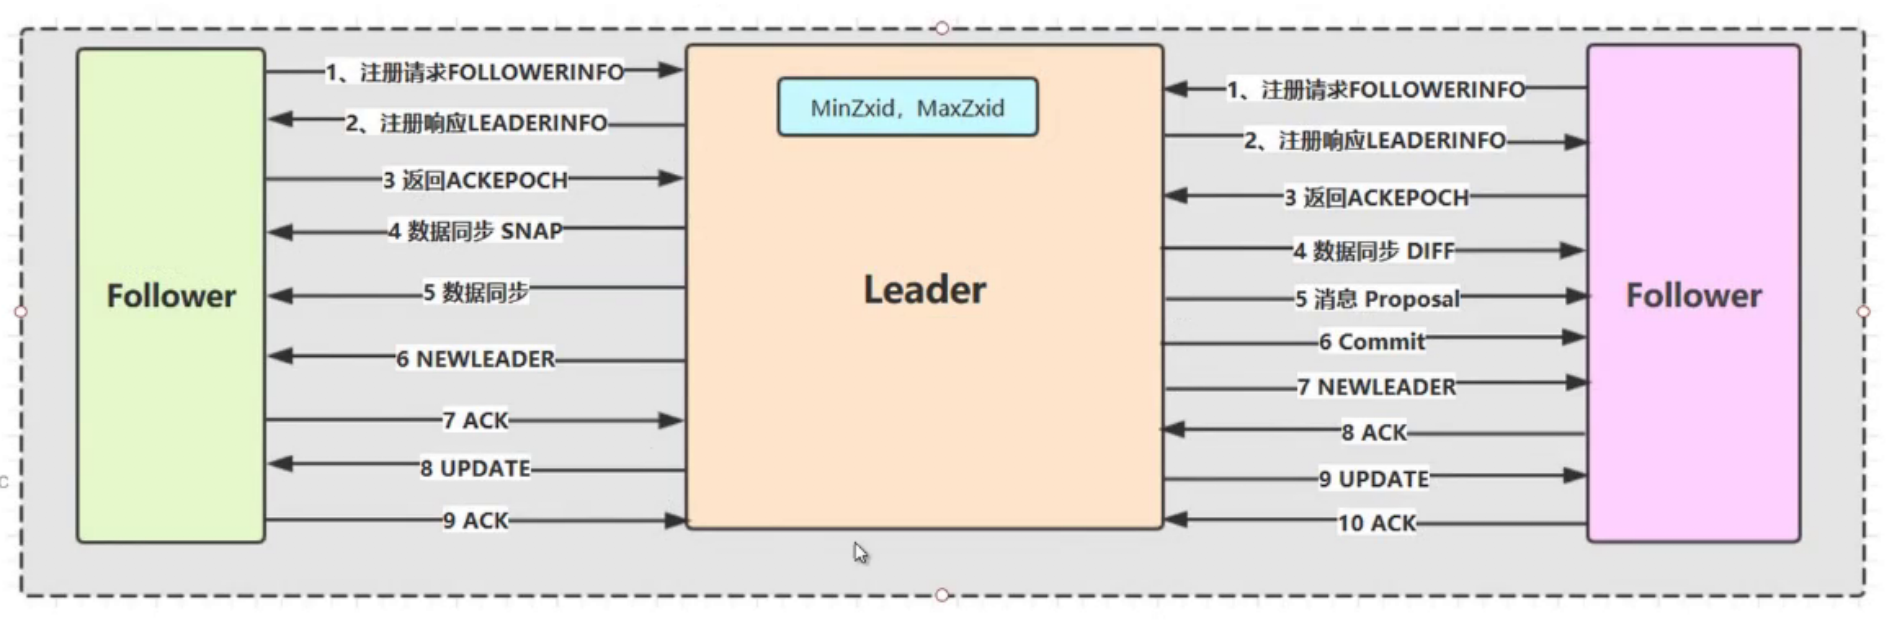 Follower
1、注册请求FOLLOWERINFO
2、注册响应LEADERINFO
3 返回ACKEPOCH
4 数据同步 SNAP
5 数据同步
6 NEWLEADER
7 ACK
8 UPDATE
9 ACK
MinZxid，MaxZxid
Leader
1、注册请求FOLLOWERINFO
2、注册响应LEADERINFO
3 返回ACKEPOCH
4 数据同步 DIFF
5 消息 Proposal
6 Commit
7 NEWLEADER
8 ACK
9 UPDATE
10 ACK
Follower
c